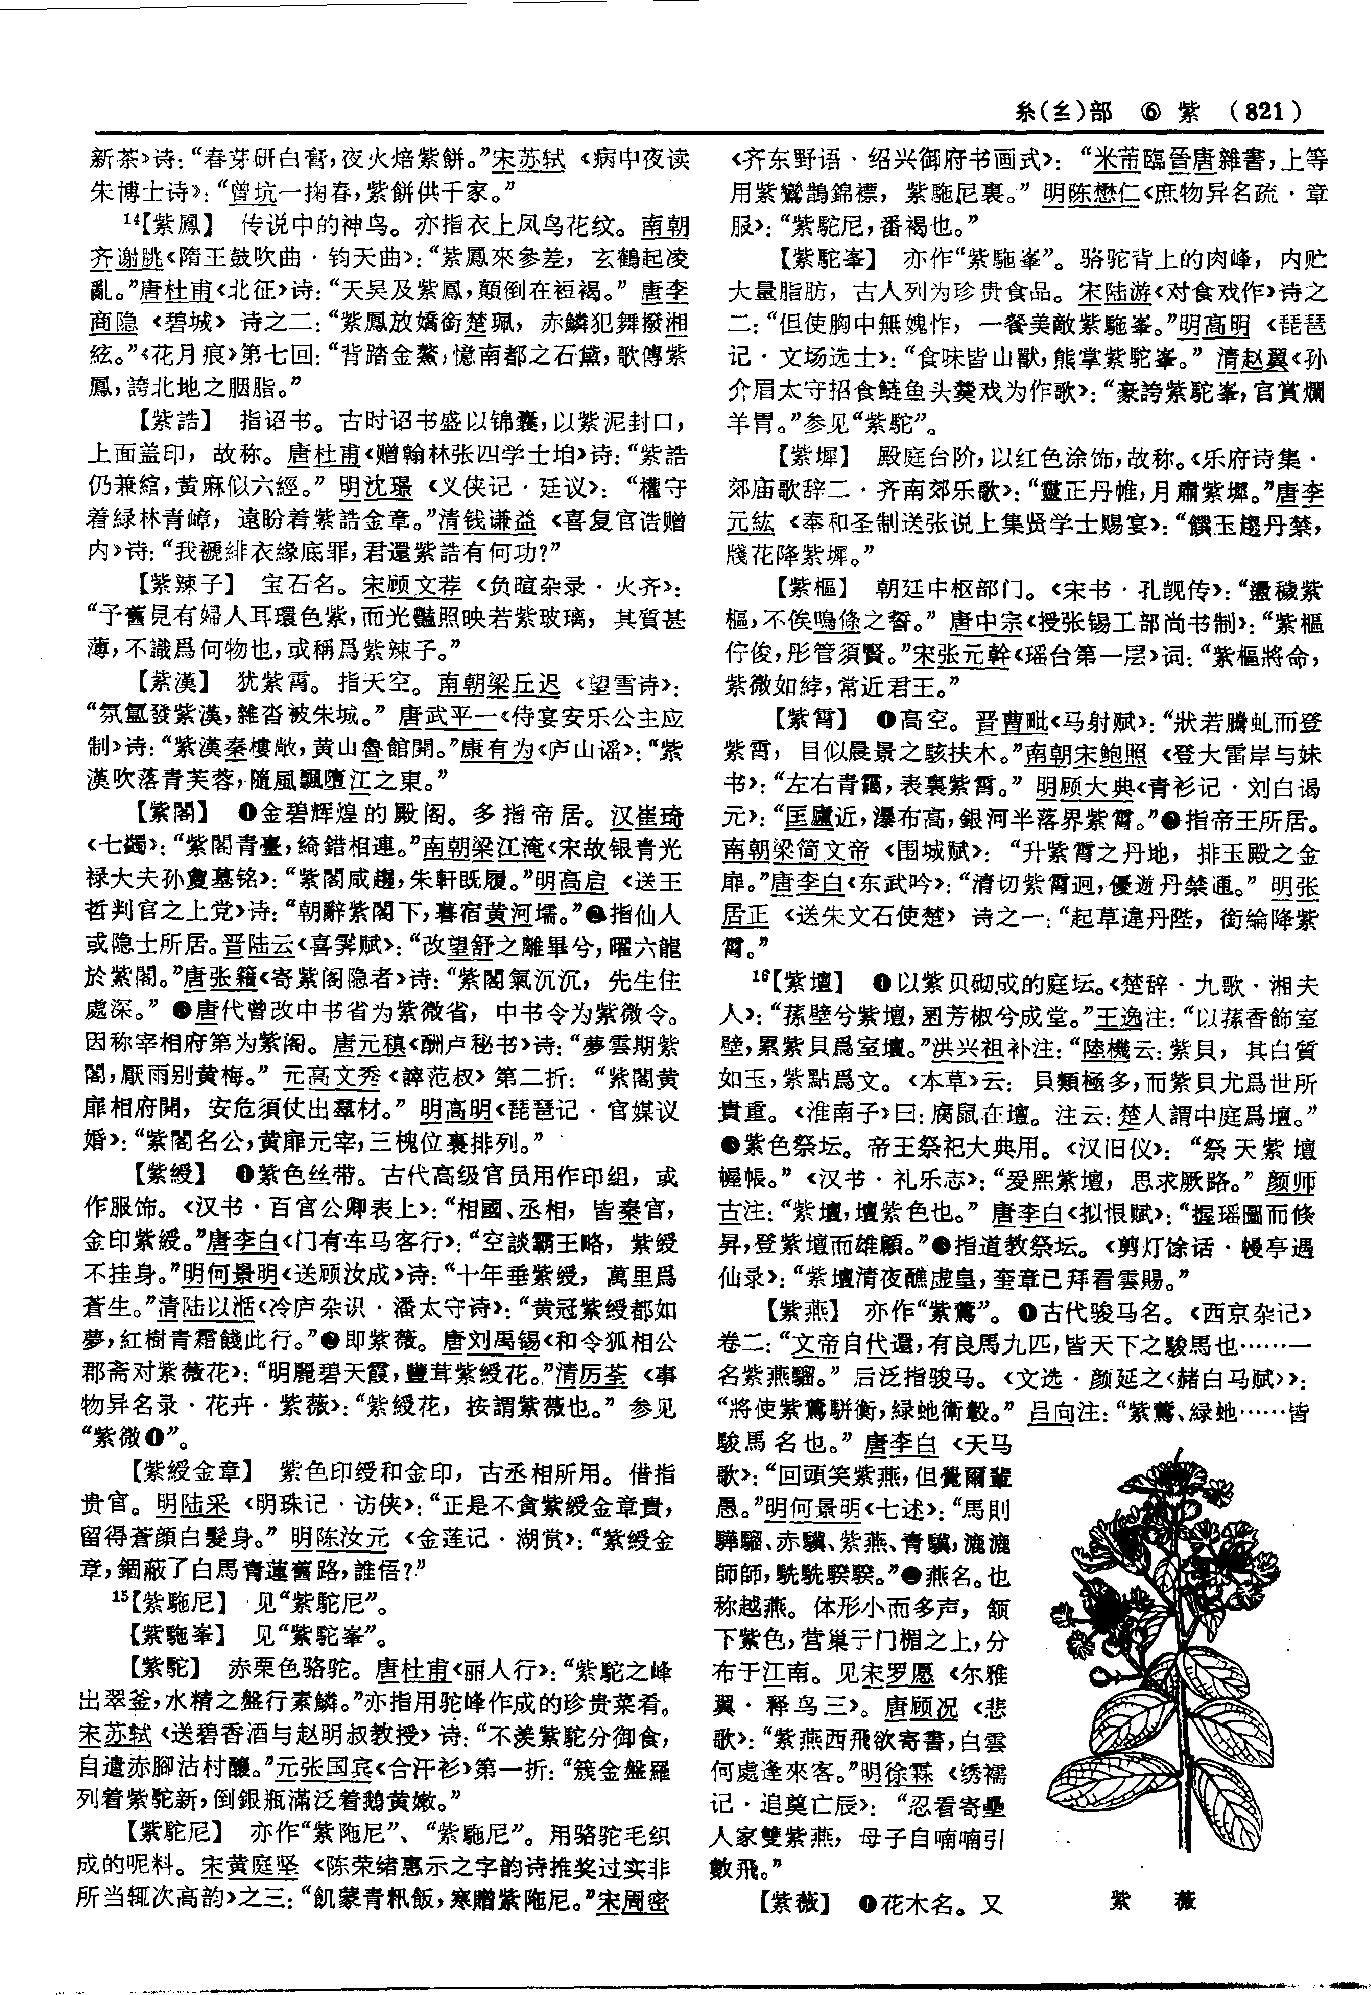 糸(糹)部 ⑥ 紫 (821)
新茶》诗：“春芽研白膏，夜火焙紫餅。”宋苏轼《病中夜读
朱博士诗》：“曾坑一掬春，紫餅供千家。”
14【紫鳳】 传说中的神鸟。亦指衣上凤鸟花纹。南朝
齐谢朓《隋王鼓吹曲·钧天曲》：“紫鳳來參差，玄鶴起凌
亂。”唐杜甫《北征》诗：“天吴及紫鳳，顛倒在裋褐。”唐李
商隐《碧城》诗之二：“紫鳳放嬌銜楚珮，赤鱗狂舞撥湘
絃。”《花月痕》第七回：“背踏金鰲，憶南都之石黛，歌傳紫
鳳，誇北地之胭脂。”
【紫誥】 指诏书。古时诏书盛以锦囊，以紫泥封口，
上面盖印，故称。唐杜甫《赠翰林张四学士垍》诗：“紫誥
仍兼綰，黄麻似六經。”明沈璟《义侠记·廷议》：“權守
着緑林青嶂，遠盼着紫誥金章。”清钱谦益《喜复官诰赠
内》诗：“我褫緋衣緣底罪，君還紫誥有何功？”
【紫辣子】 宝石名。宋顾文荐《负暄杂录·火齐》：
“予舊見有婦人耳環色紫，而光豔照映若紫玻璃，其質甚
薄，不識爲何物也，或稱爲紫辣子。”
【紫漢】 犹紫霄。指天空。南朝梁丘迟《望雪诗》：
“氛氲發紫漢，雜沓被朱城。”唐武平一《侍宴安乐公主应
制》诗：“紫漢秦樓敞，黄山魯館開。”康有为《庐山谣》：“紫
漢吹落青芙蓉，隨風飄墮江之東。”
【紫閣】 ❶金碧辉煌的殿阁。多指帝居。汉崔琦
《七蠲》：“紫閣青臺，綺錯相連。”南朝梁江淹《宋故银青光
禄大夫孙敻墓铭》：“紫閣咸趨，朱軒既履。”明高启《送王
哲判官之上党》诗：“朝辭紫閣下，暮宿黄河壖。”❷指仙人
或隐士所居。晋陆云《喜霁赋》：“改望舒之離畢兮，曜六龍
於紫閣。”唐张籍《寄紫阁隐者》诗：“紫閣氣沉沉，先生住
處深。”❸唐代曾改中书省为紫微省，中书令为紫微令。
因称宰相府第为紫阁。唐元稹《酬卢秘书》诗：“夢雲期紫
閣，厭雨别黄梅。”元高文秀《谇范叔》第二折：“紫閣黄
扉相府開，安危須仗出羣材。”明高明《琵琶记·官媒议
婚》：“紫閣名公，黄扉元宰，三槐位裏排列。”
【紫綬】 ❶紫色丝带。古代高级官员用作印组，或
作服饰。《汉书·百官公卿表上》：“相國、丞相，皆秦官，
金印紫綬。”唐李白《门有车马客行》：“空談霸王略，紫綬
不挂身。”明何景明《送顾汝成》诗：“十年垂紫綬，萬里爲
蒼生。”清陆以湉《冷庐杂识·潘太守诗》：“黄冠紫綬都如
夢，紅樹青霜餞此行。”❷即紫薇。唐刘禹锡《和令狐相公
郡斋对紫薇花》：“明麗碧天霞，豐茸紫綬花。”清厉荃《事
物异名录·花卉·紫薇》：“紫綬花，按謂紫薇也。”参见
“紫微❶”。
【紫綬金章】 紫色印绶和金印，古丞相所用。借指
贵官。明陆采《明珠记·访侠》：“正是不貪紫綬金章貴，
留得蒼顔白髮身。”明陈汝元《金莲记·湖赏》：“紫綬金
章，錮蔽了白馬青蓮舊路，誰悟？”
15【紫駞尼】 见“紫駝尼”。
【紫駞峯】 见“紫駝峯”。
【紫駝】 赤栗色骆驼。唐杜甫《丽人行》：“紫駝之峰
出翠釜，水精之盤行素鱗。”亦指用驼峰作成的珍贵菜肴。
宋苏轼《送碧香酒与赵明叔教授》诗：“不羨紫駝分御食，
自遣赤腳沽村釀。”元张国宾《合汗衫》第一折：“簇金盤羅
列着紫駝新，倒銀瓶滿泛着鵝黄嫩。”
【紫駝尼】 亦作“紫陁尼”、“紫駞尼”。用骆驼毛织
成的呢料。宋黄庭坚《陈荣绪惠示之字韵诗推奖过实非
所当辄次高韵》之三：“飢蒙青䉺飯，寒贈紫陁尼。”宋周密
《齐东野语·绍兴御府书画式》：“米芾臨晉唐雜書，上等
用紫鸞鵲錦褾，紫駞尼裏。”明陈懋仁《庶物异名疏·章
服》：“紫駝尼，番褐也。”
【紫駝峯】 亦作“紫駞峯”。骆驼背上的肉峰，内贮
大量脂肪，古人列为珍贵食品。宋陆游《对食戏作》诗之
二：“但使胸中無媿怍，一餐美敵紫駞峯。”明高明《琵琶
记·文场选士》：“食味皆山獸，熊掌紫駝峯。”清赵翼《孙
介眉太守招食鲢鱼头羹戏为作歌》：“豪誇紫駝峯，官賞爛
羊胃。”参见“紫駝”。
【紫墀】 殿庭台阶，以红色涂饰，故称。《乐府诗集·
郊庙歌辞二·齐南郊乐歌》：“靈正丹帷，月肅紫墀。”唐李
元紘《奉和圣制送张说上集贤学士赐宴》：“饌玉趨丹禁，
牋花降紫墀。”
【紫樞】 朝廷中枢部门。《宋书·孔觊传》：“盪穢紫
樞，不俟鳴條之誓。”唐中宗《授张锡工部尚书制》：“紫樞
佇俊，彤管須賢。”宋张元幹《瑶台第一层》词：“紫樞將命，
紫微如綍，常近君王。”
【紫霄】 ❶高空。晋曹毗《马射赋》：“狀若騰虬而登
紫霄，目似晨景之駭扶木。”南朝宋鲍照《登大雷岸与妹
书》：“左右青靄，表裏紫霄。”明顾大典《青衫记·刘白谒
元》：“匡廬近，瀑布高，銀河半落界紫霄。”❷指帝王所居。
南朝梁简文帝《围城赋》：“升紫霄之丹地，排玉殿之金
扉。”唐李白《东武吟》：“清切紫霄迥，優遊丹禁通。”明张
居正《送朱文石使楚》诗之一：“起草違丹陛，銜綸降紫
霄。”
16【紫壇】 ❶以紫贝砌成的庭坛。《楚辞·九歌·湘夫
人》：“蓀壁兮紫壇，匊芳椒兮成堂。”王逸注：“以蓀香飾室
壁，累紫貝爲室壇。”洪兴祖补注：“陸機云：紫貝，其白質
如玉，紫點爲文。《本草》云：貝類極多，而紫貝尤爲世所
貴重。《淮南子》曰：腐鼠在壇。注云：楚人謂中庭爲壇。”
❷紫色祭坛。帝王祭祀大典用。《汉旧仪》：“祭天紫壇
幄帳。”《汉书·礼乐志》：“爰熙紫壇，思求厥路。”颜师
古注：“紫壇，壇紫色也。”唐李白《拟恨赋》：“握瑶圖而倏
昇，登紫壇而雄顧。”❸指道教祭坛。《剪灯馀话·幔亭遇
仙录》：“紫壇清夜醮虚皇，奎章已拜看雲賜。”
【紫燕】 亦作“紫鷰”。❶古代骏马名。《西京杂记》
卷二：“文帝自代還，有良馬九匹，皆天下之駿馬也……一
名紫燕騮。”后泛指骏马。《文选·颜延之〈赭白马赋〉》：
“將使紫鷰駢衡，緑虵衛轂。”吕向注：“紫鷰、緑虵……皆
駿馬名也。”唐李白《天马
歌》：“回頭笑紫燕，但覺爾輩
愚。”明何景明《七述》：“馬則
驊騮、赤驥、紫燕、青驥，漉漉
師師，駪駪騤騤。”❷燕名。也
称越燕。体形小而多声，颔
下紫色，营巢于门楣之上，分
布于江南。见宋罗愿《尔雅
翼·释鸟三》。唐顾况《悲
歌》：“紫燕西飛欲寄書，白雲
何處逢來客。”明徐霖《绣襦
记·追奠亡辰》：“忍看寄壘
人家雙紫燕，母子自喃喃引
數飛。”
【紫薇】 ❶花木名。又
紫 薇